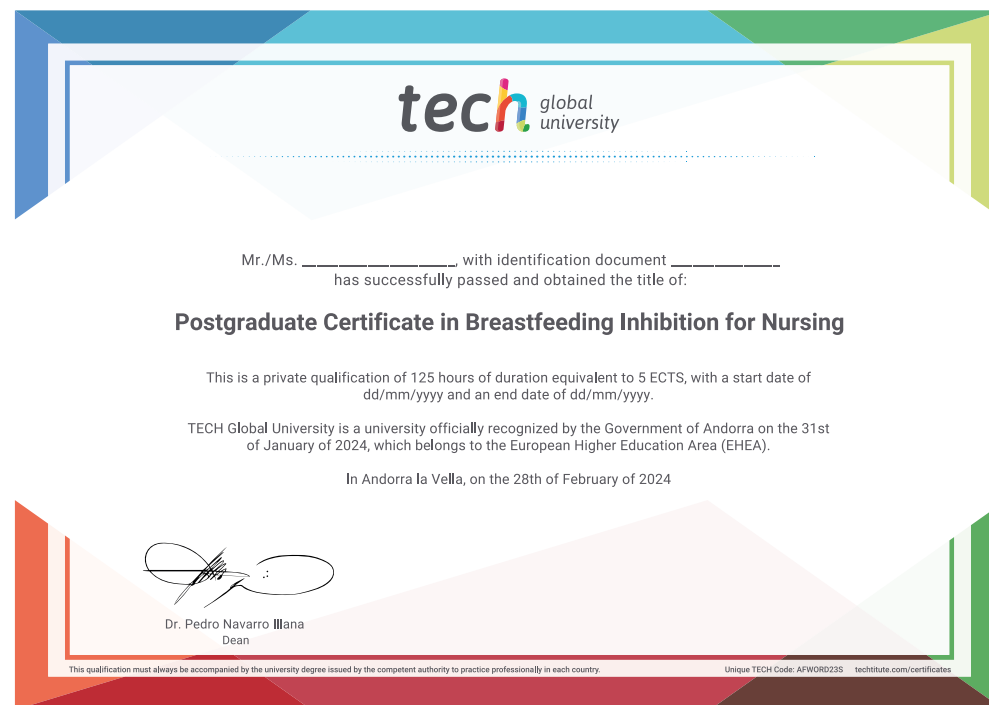 tech global university
Mr./Ms. ___________________, with identification document ______________
has successfully passed and obtained the title of:
Postgraduate Certificate in Breastfeeding Inhibition for Nursing
This is a private qualification of 125 hours of duration equivalent to 5 ECTS, with a start date of
dd/mm/yyyy and an end date of dd/mm/yyyy.
TECH Global University is a university officially recognized by the Government of Andorra on the 31st
of January of 2024, which belongs to the European Higher Education Area (EHEA).
In Andorra la Vella, on the 28th of February of 2024
Dr. Pedro Navarro Illana
Dean
This qualification must always be accompanied by the university degree issued by the competent authority to practice professionally in each country. Unique TECH Code: AFWORD23S techtitute.com/certificates